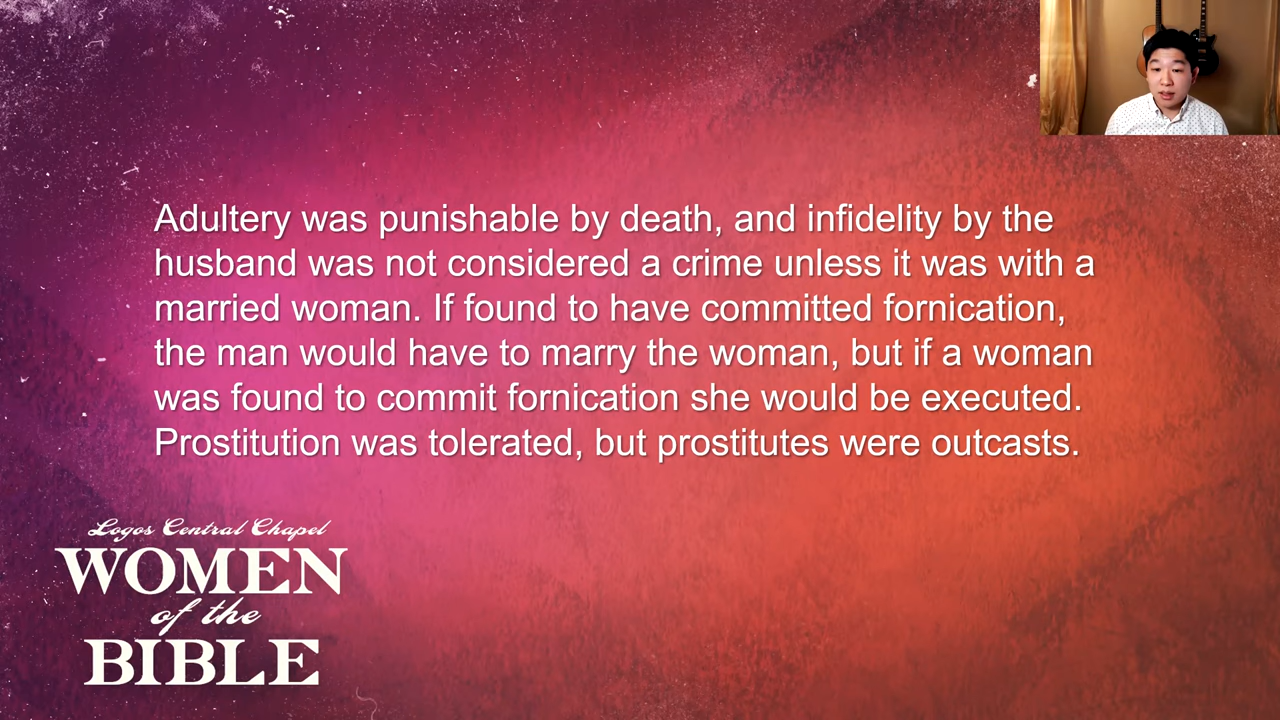 Adultery was punishable by death, and infidelity by the
husband was not considered a crime unless it was with a
married woman. If found to have committed fornication,
the man would have to marry the woman, but if a woman
was found to commit fornication she would be executed.
Prostitution was tolerated, but prostitutes were outcasts.
Logos Central Chapel
WOMEN
of the
BIBLE